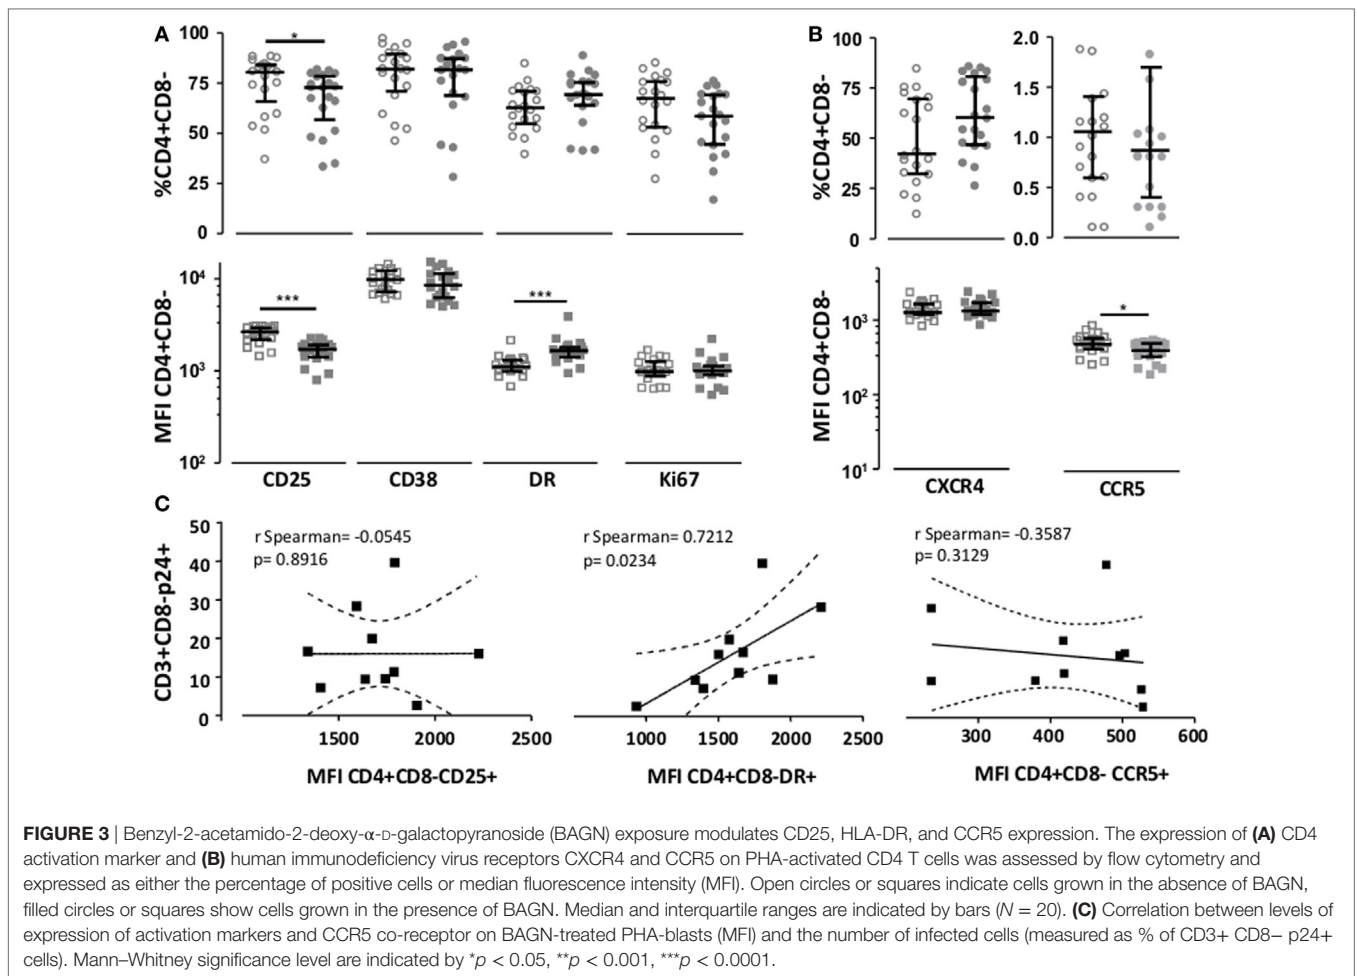 A
B
100
75
50
25
0
%CD4+CD8-
*
100
75
50
25
0
%CD4+CD8-
2.0
1.5
1.0
0.5
0.0
10⁴
10³
10²
MFI CD4+CD8-
***
***
CD25
CD38
DR
Ki67
10³
10²
10¹
MFI CD4+CD8-
*
CXCR4
CCR5
C
50
40
30
20
10
0
CD3+CD8-p24+
r Spearman= -0.0545
p= 0.8916
1500
2000
2500
MFI CD4+CD8-CD25+
r Spearman= 0.7212
p= 0.0234
1000
1500
2000
2500
MFI CD4+CD8-DR+
r Spearman= -0.3587
p= 0.3129
300
400
500
600
MFI CD4+CD8- CCR5+
FIGURE 3 | Benzyl-2-acetamido-2-deoxy-α-D-galactopyranoside (BAGN) exposure modulates CD25, HLA-DR, and CCR5 expression. The expression of (A) CD4
activation marker and (B) human immunodeficiency virus receptors CXCR4 and CCR5 on PHA-activated CD4 T cells was assessed by flow cytometry and
expressed as either the percentage of positive cells or median fluorescence intensity (MFI). Open circles or squares indicate cells grown in the absence of BAGN,
filled circles or squares show cells grown in the presence of BAGN. Median and interquartile ranges are indicated by bars (N = 20). (C) Correlation between levels of
expression of activation markers and CCR5 co-receptor on BAGN-treated PHA-blasts (MFI) and the number of infected cells (measured as % of CD3+ CD8− p24+
cells). Mann–Whitney significance level are indicated by *p < 0.05, **p < 0.001, ***p < 0.0001.